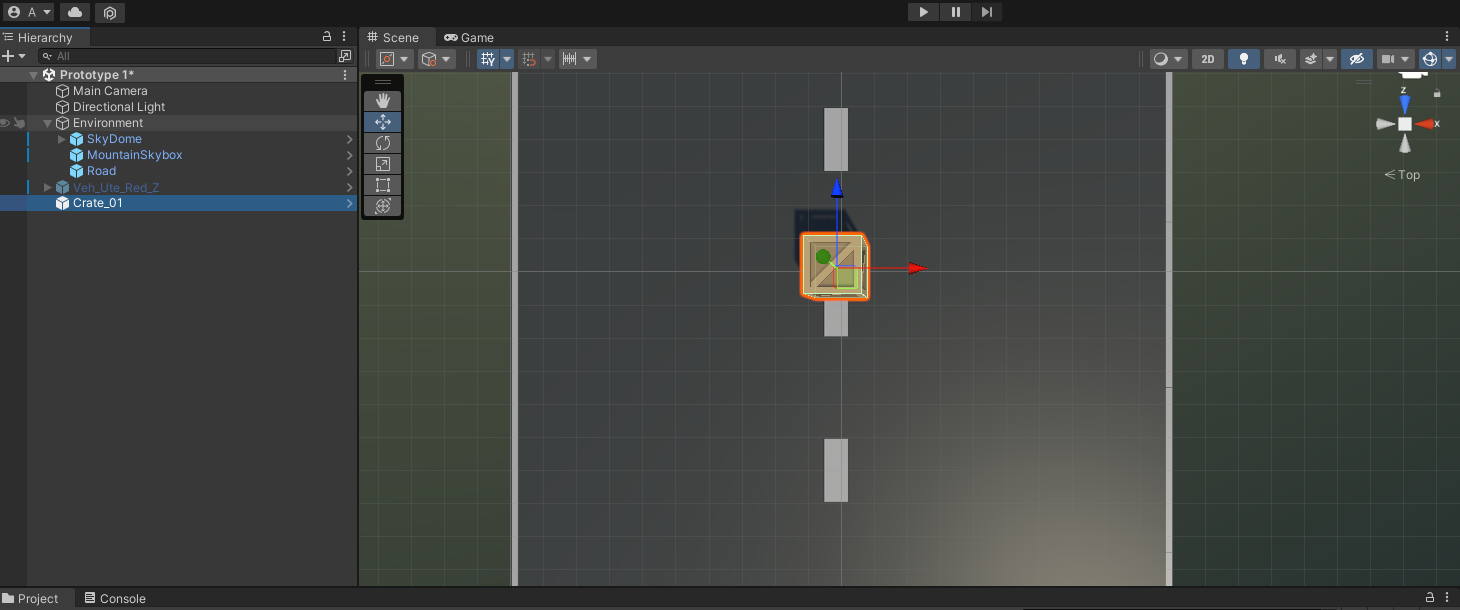 A
Hierarchy
Scene
Game
All
2D
Prototype 1*
Main Camera
Directional Light
Environment
SkyDome
MountainSkybox
Road
Veh_Ute_Red_Z
Crate_01
z
x
Top
Project
Console